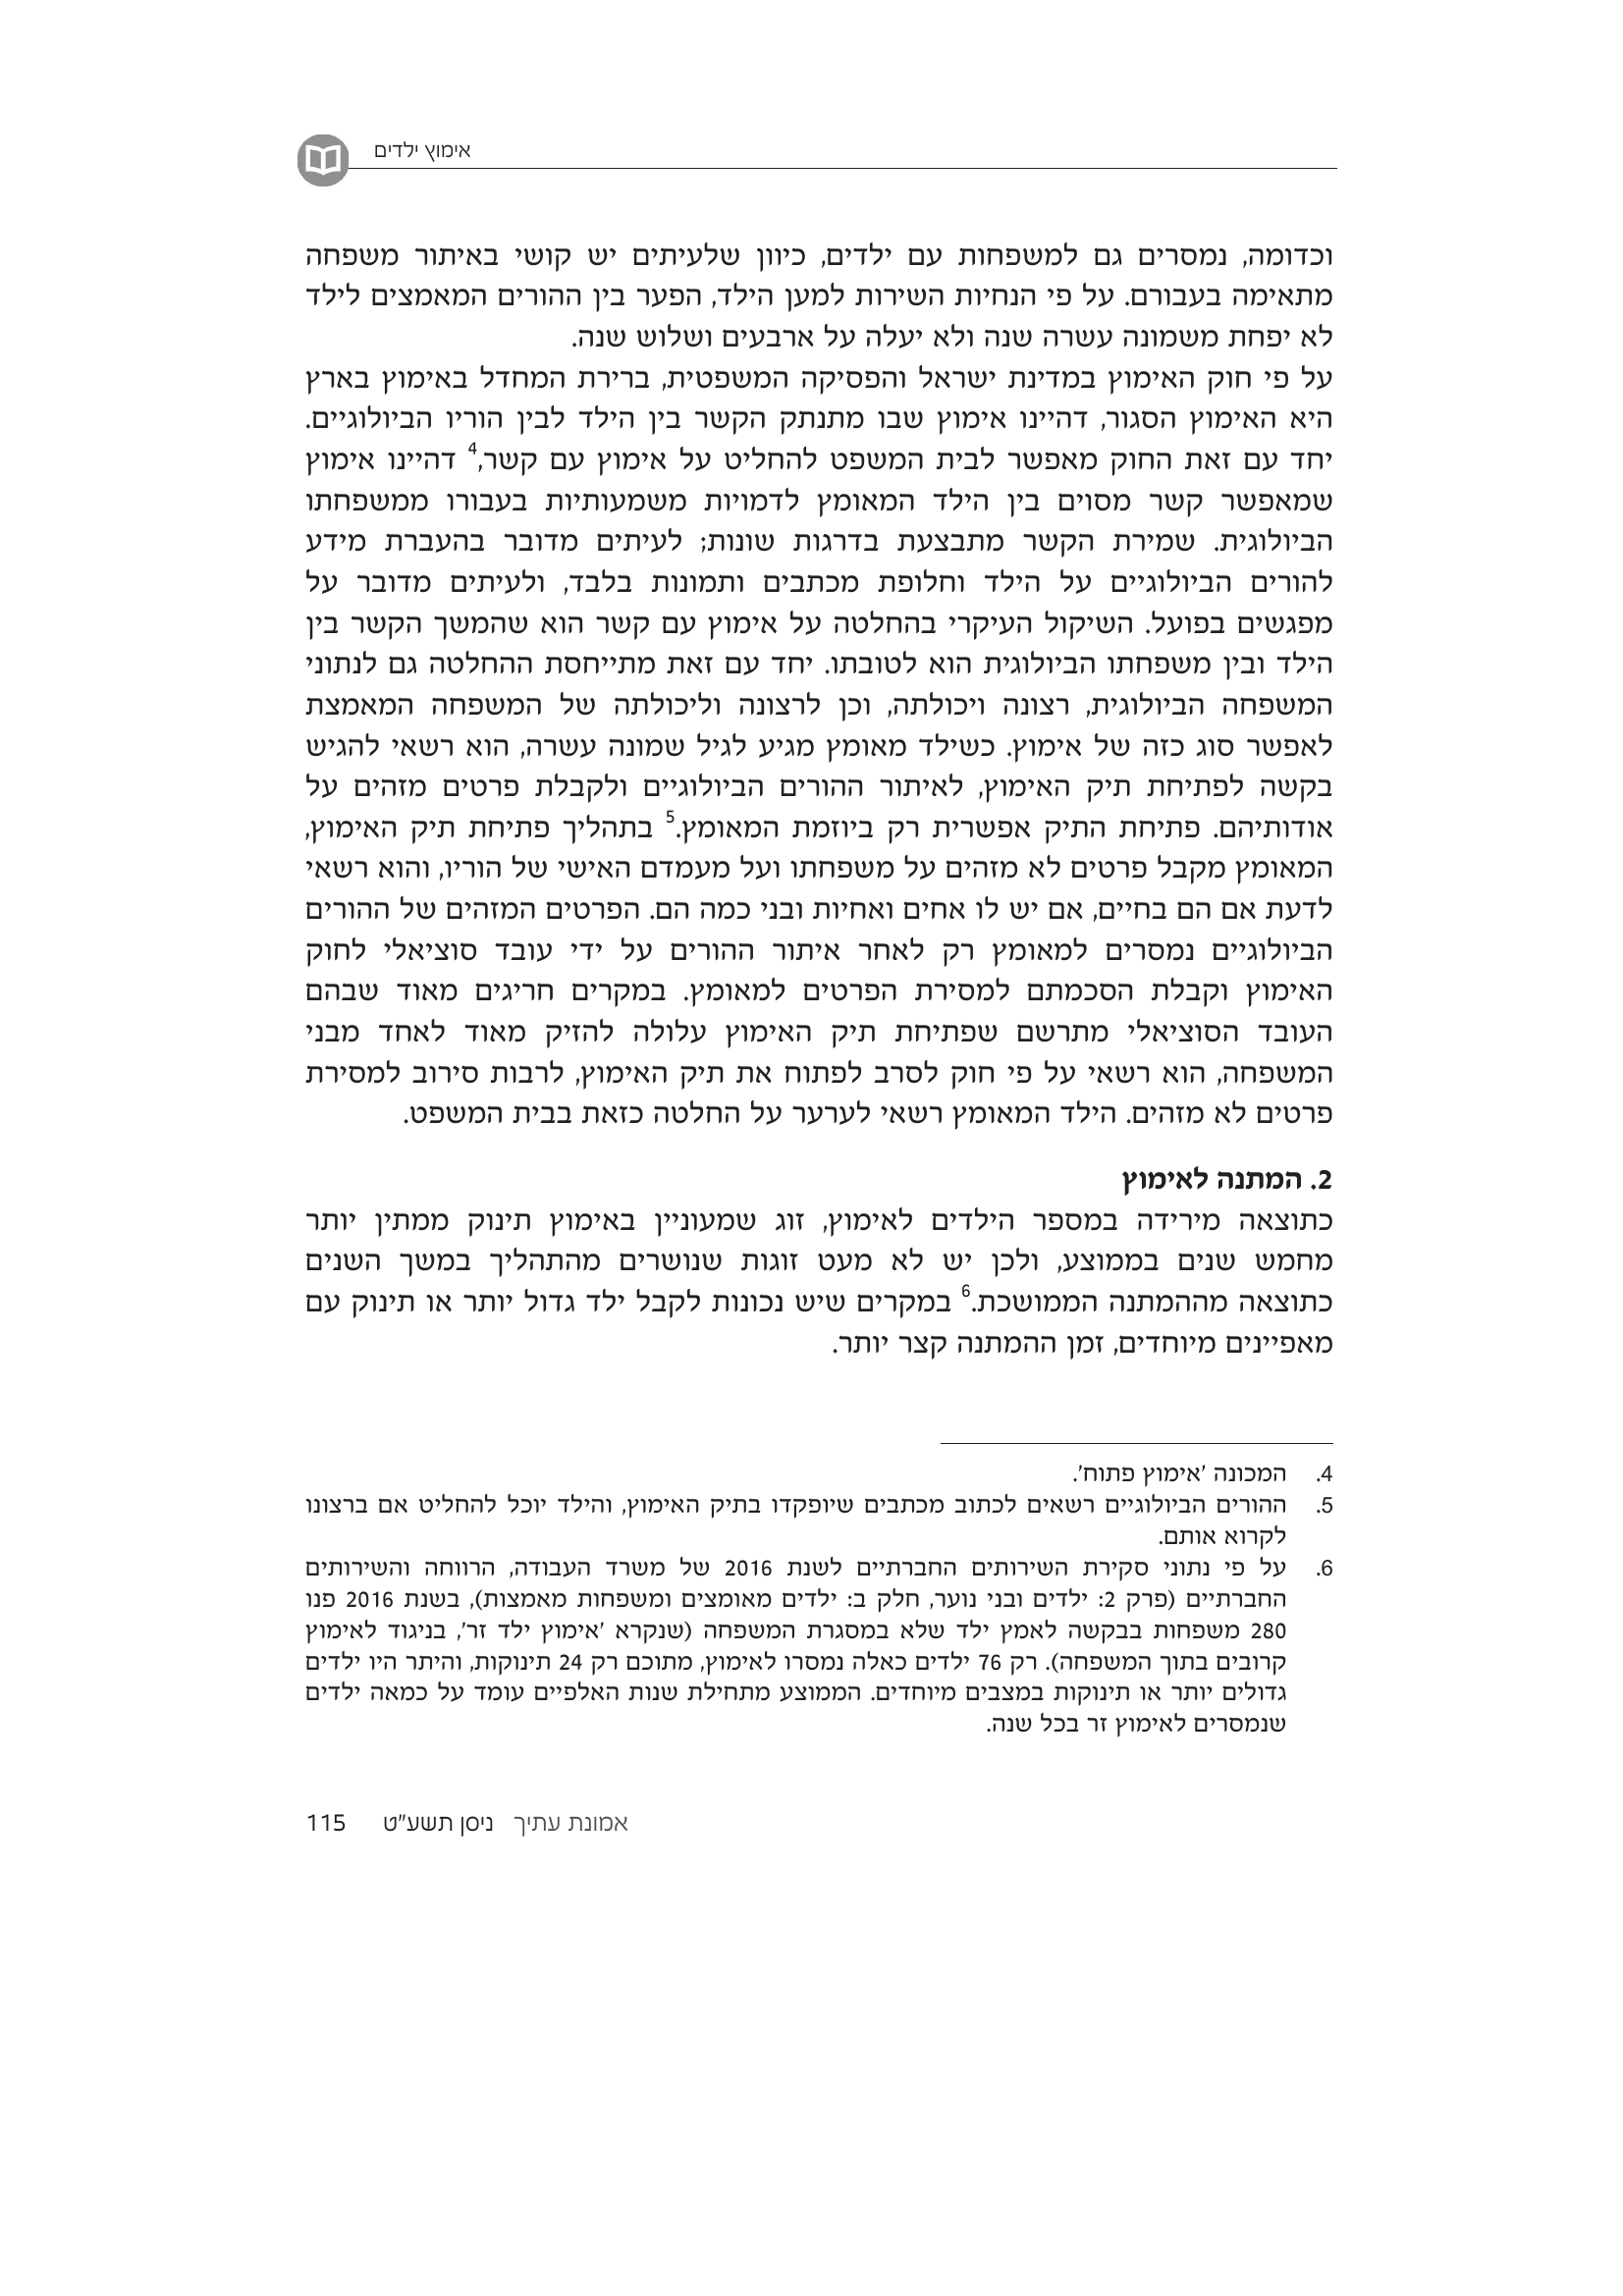 אימוץ ילדים
וכדומה, נמסרים גם למשפחות עם ילדים, כיוון שלעיתים יש קושי באיתור משפחה
מתאימה בעבורם. על פי הנחיות השירות למען הילד, הפער בין ההורים המאמצים לילד
לא יפחת משמונה עשרה שנה ולא יעלה על ארבעים ושלוש שנה.
על פי חוק האימוץ במדינת ישראל והפסיקה המשפטית, ברירת המחדל באימוץ בארץ
היא האימוץ הסגור, דהיינו אימוץ שבו מתנתק הקשר בין הילד לבין הוריו הביולוגיים.
יחד עם זאת החוק מאפשר לבית המשפט להחליט על אימוץ עם קשר,4 דהיינו אימוץ
שמאפשר קשר מסוים בין הילד המאומץ לדמויות משמעותיות בעבורו ממשפחתו
הביולוגית. שמירת הקשר מתבצעת בדרגות שונות; לעיתים מדובר בהעברת מידע
להורים הביולוגיים על הילד וחלופת מכתבים ותמונות בלבד, ולעיתים מדובר על
מפגשים בפועל. השיקול העיקרי בהחלטה על אימוץ עם קשר הוא שהמשך הקשר בין
הילד ובין משפחתו הביולוגית הוא לטובתו. יחד עם זאת מתייחסת ההחלטה גם לנתוני
המשפחה הביולוגית, רצונה ויכולתה, וכן לרצונה וליכולתה של המשפחה המאמצת
לאפשר סוג כזה של אימוץ. כשילד מאומץ מגיע לגיל שמונה עשרה, הוא רשאי להגיש
בקשה לפתיחת תיק האימוץ, לאיתור ההורים הביולוגיים ולקבלת פרטים מזהים על
אודותיהם. פתיחת התיק אפשרית רק ביוזמת המאומץ.5 בתהליך פתיחת תיק האימוץ,
המאומץ מקבל פרטים לא מזהים על משפחתו ועל מעמדם האישי של הוריו, והוא רשאי
לדעת אם הם בחיים, אם יש לו אחים ואחיות ובני כמה הם. הפרטים המזהים של ההורים
הביולוגיים נמסרים למאומץ רק לאחר איתור ההורים על ידי עובד סוציאלי לחוק
האימוץ וקבלת הסכמתם למסירת הפרטים למאומץ. במקרים חריגים מאוד שבהם
העובד הסוציאלי מתרשם שפתיחת תיק האימוץ עלולה להזיק מאוד לאחד מבני
המשפחה, הוא רשאי על פי חוק לסרב לפתוח את תיק האימוץ, לרבות סירוב למסירת
פרטים לא מזהים. הילד המאומץ רשאי לערער על החלטה כזאת בבית המשפט.
2. המתנה לאימוץ
כתוצאה מירידה במספר הילדים לאימוץ, זוג שמעוניין באימוץ תינוק ממתין יותר
מחמש שנים בממוצע, ולכן יש לא מעט זוגות שנושרים מהתהליך במשך השנים
כתוצאה מההמתנה הממושכת.6 במקרים שיש נכונות לקבל ילד גדול יותר או תינוק עם
מאפיינים מיוחדים, זמן ההמתנה קצר יותר.
4. המכונה 'אימוץ פתוח'.
5. ההורים הביולוגיים רשאים לכתוב מכתבים שיופקדו בתיק האימוץ, והילד יוכל להחליט אם ברצונו
לקרוא אותם.
6. על פי נתוני סקירת השירותים החברתיים לשנת 2016 של משרד העבודה, הרווחה והשירותים
החברתיים (פרק 2: ילדים ובני נוער, חלק ב: ילדים מאומצים ומשפחות מאמצות), בשנת 2016 פנו
280 משפחות בבקשה לאמץ ילד שלא במסגרת המשפחה (שנקרא 'אימוץ ילד זר', בניגוד לאימוץ
קרובים בתוך המשפחה). רק 76 ילדים כאלה נמסרו לאימוץ, מתוכם רק 24 תינוקות, והיתר היו ילדים
גדולים יותר או תינוקות במצבים מיוחדים. הממוצע מתחילת שנות האלפיים עומד על כמאה ילדים
שנמסרים לאימוץ זר בכל שנה.
אמונת עתיך ניסן תשע"ט 115